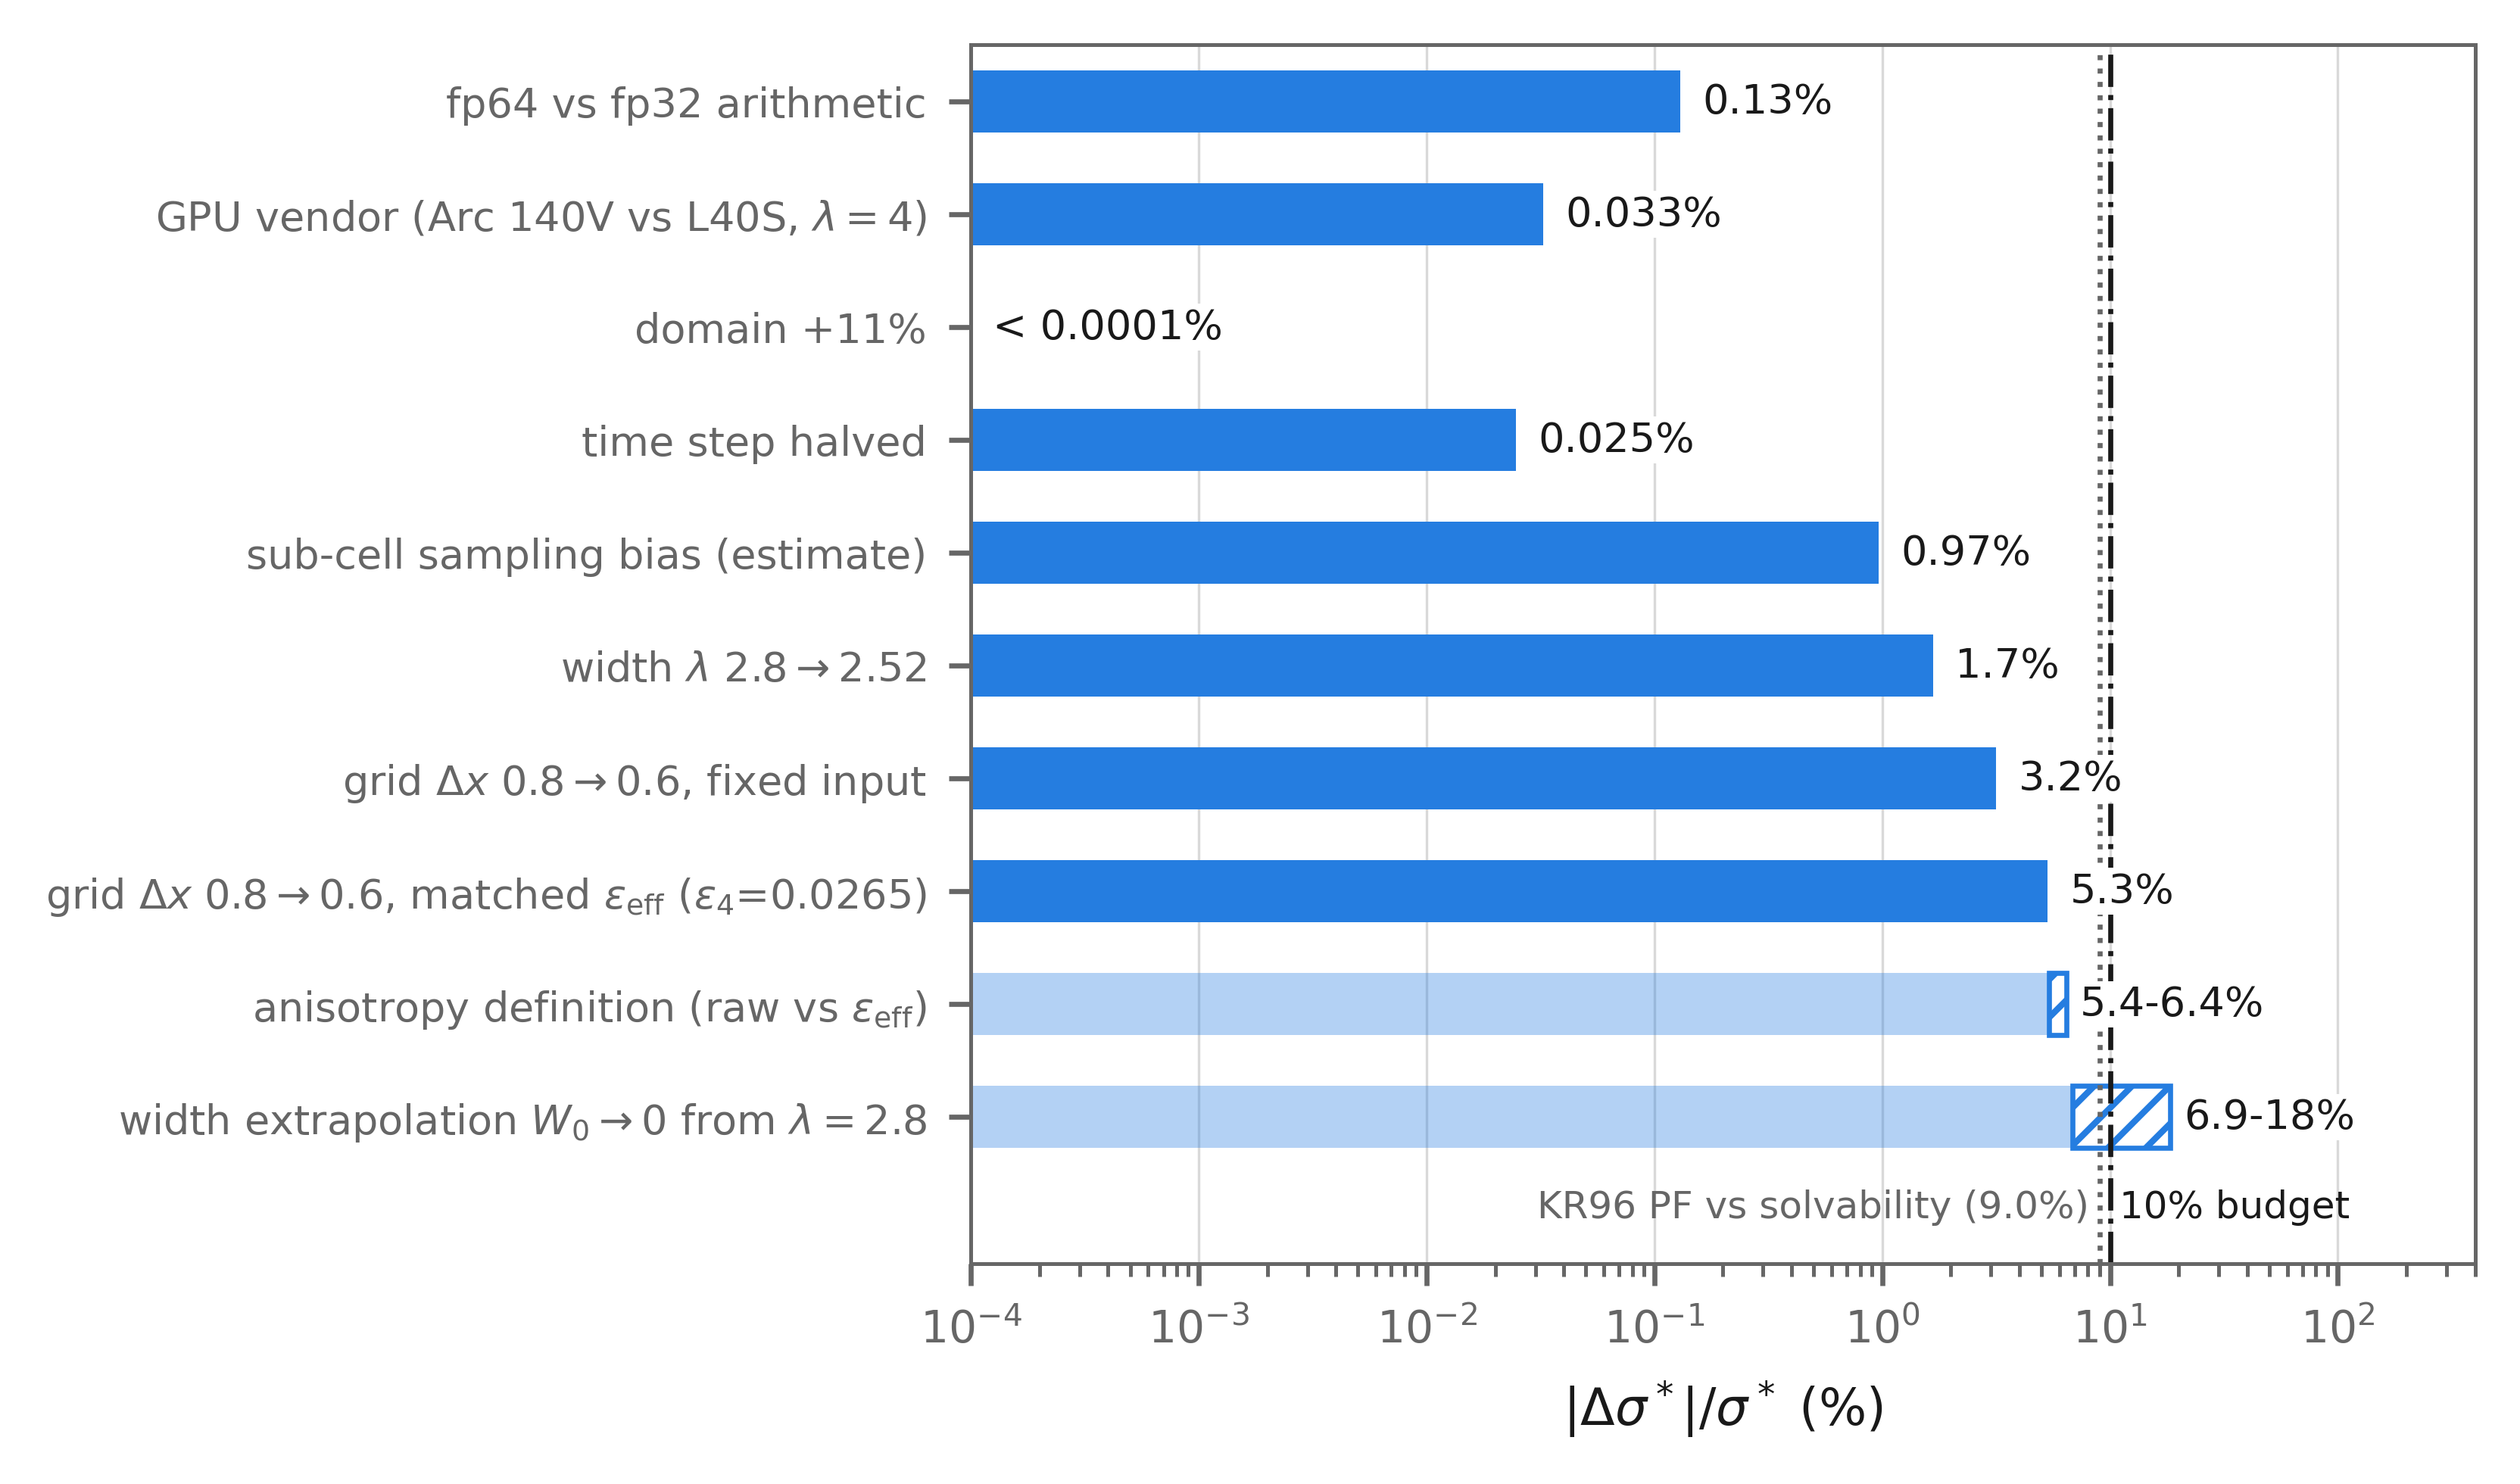 fp64 vs fp32 arithmetic
0.13%
GPU vendor (Arc 140V vs L40S, λ = 4)
0.033%
domain +11%
< 0.0001%
time step halved
0.025%
sub-cell sampling bias (estimate)
0.97%
width λ 2.8→2.52
1.7%
grid Δx 0.8→0.6, fixed input
3.2%
grid Δx 0.8→0.6, matched εeff (ε4=0.0265)
5.3%
anisotropy definition (raw vs εeff)
5.4-6.4%
width extrapolation W0→0 from λ = 2.8
6.9-18%
KR96 PF vs solvability (9.0%)
10% budget
10−4 10−3 10−2 10−1 100 101 102
|Δσ*|/σ* (%)